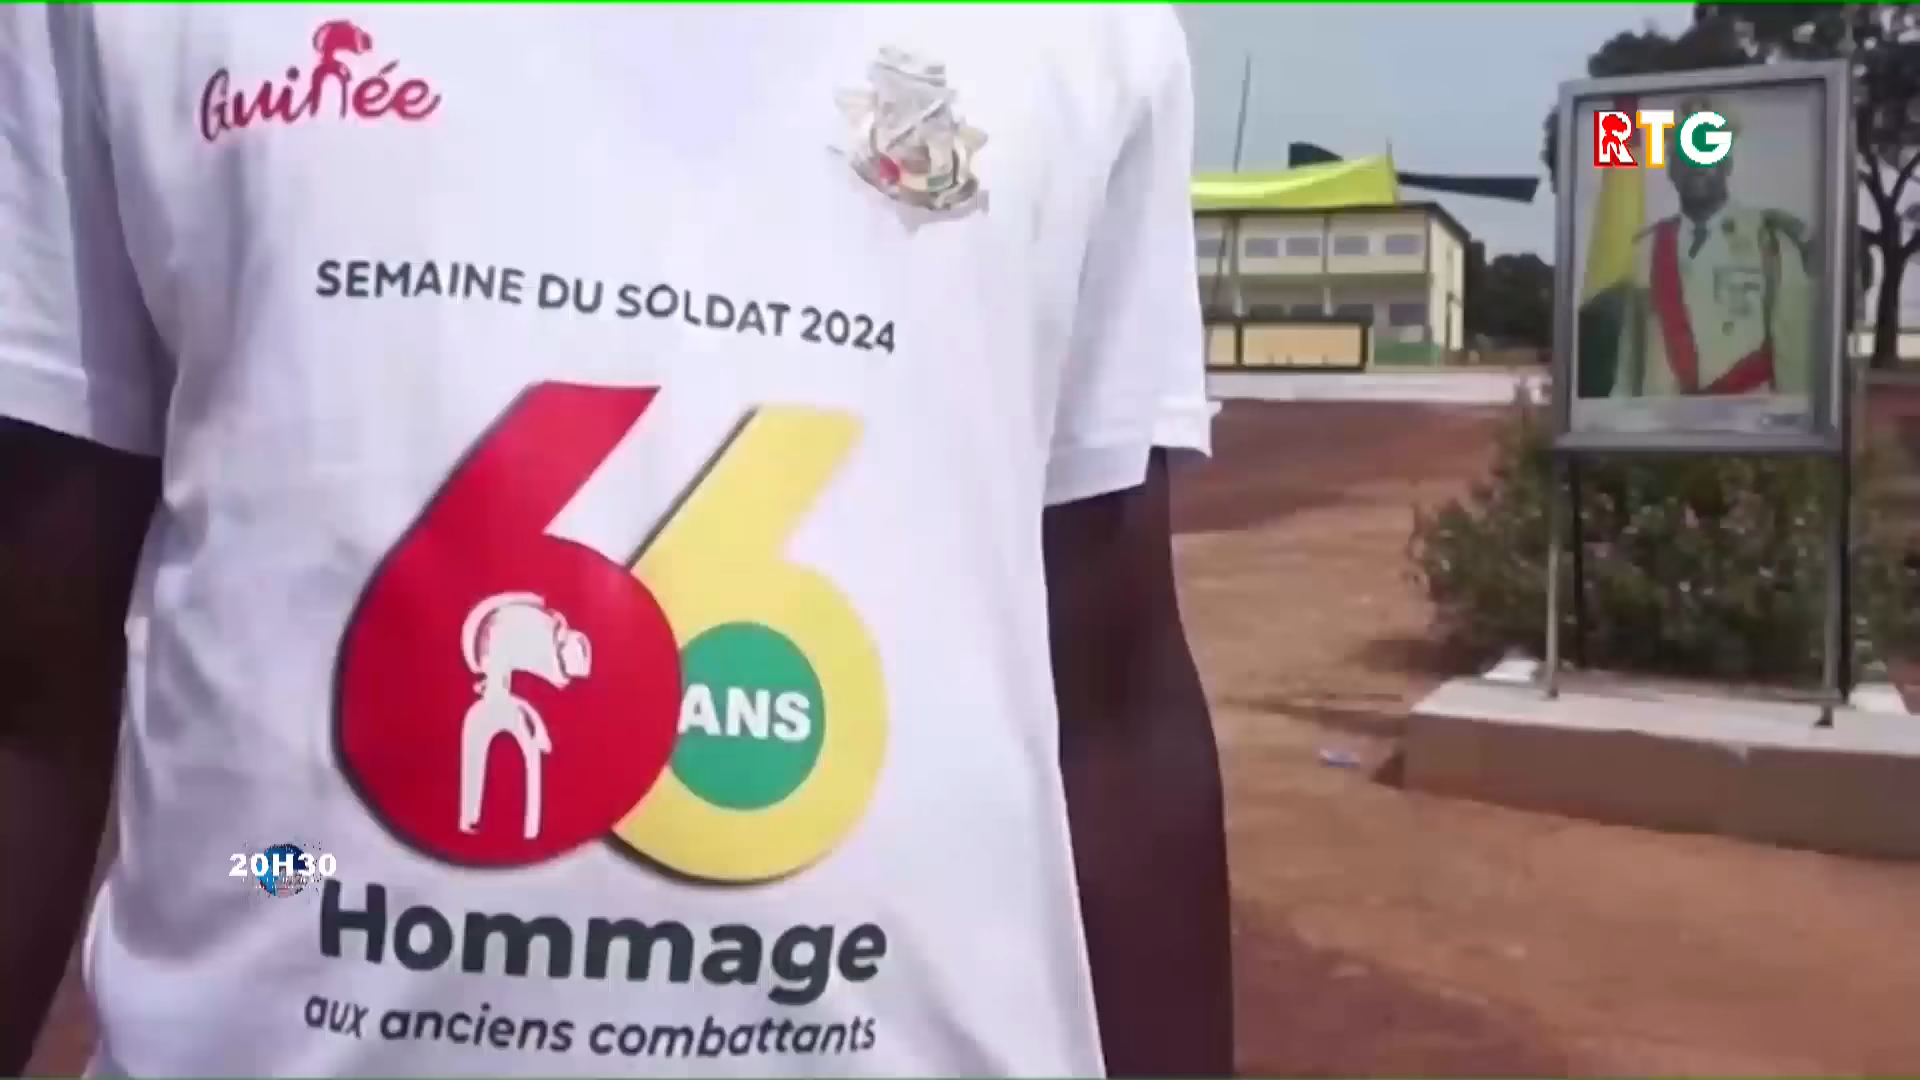 Guinée
RTG
SEMAINE DU SOLDAT 2024
66
ANS
20H30
Hommage
aux anciens combattants